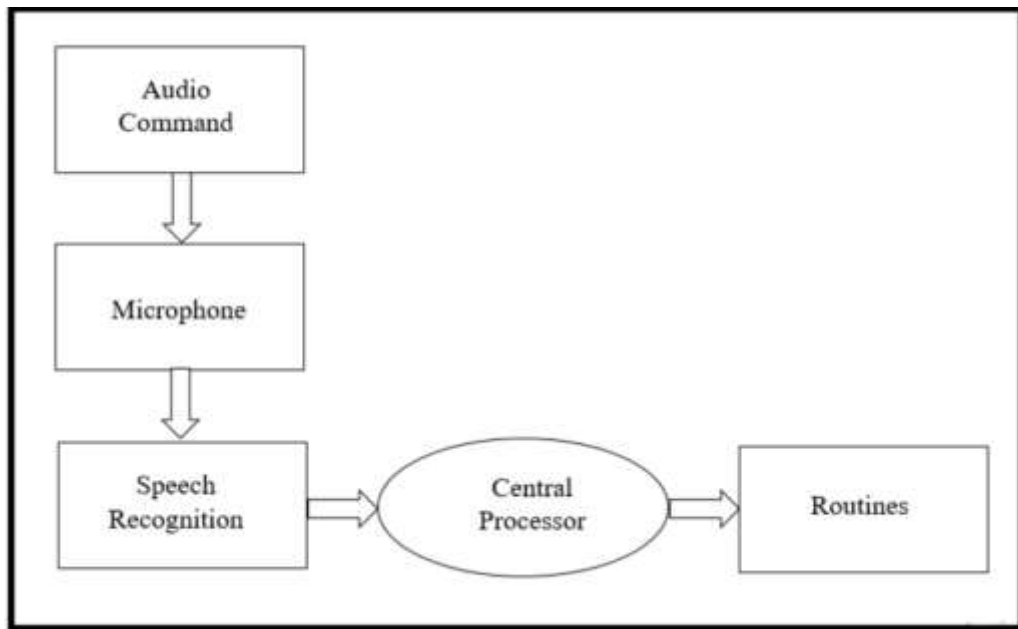 Audio
Command
Microphone
Speech
Recognition
Central
Processor
Routines